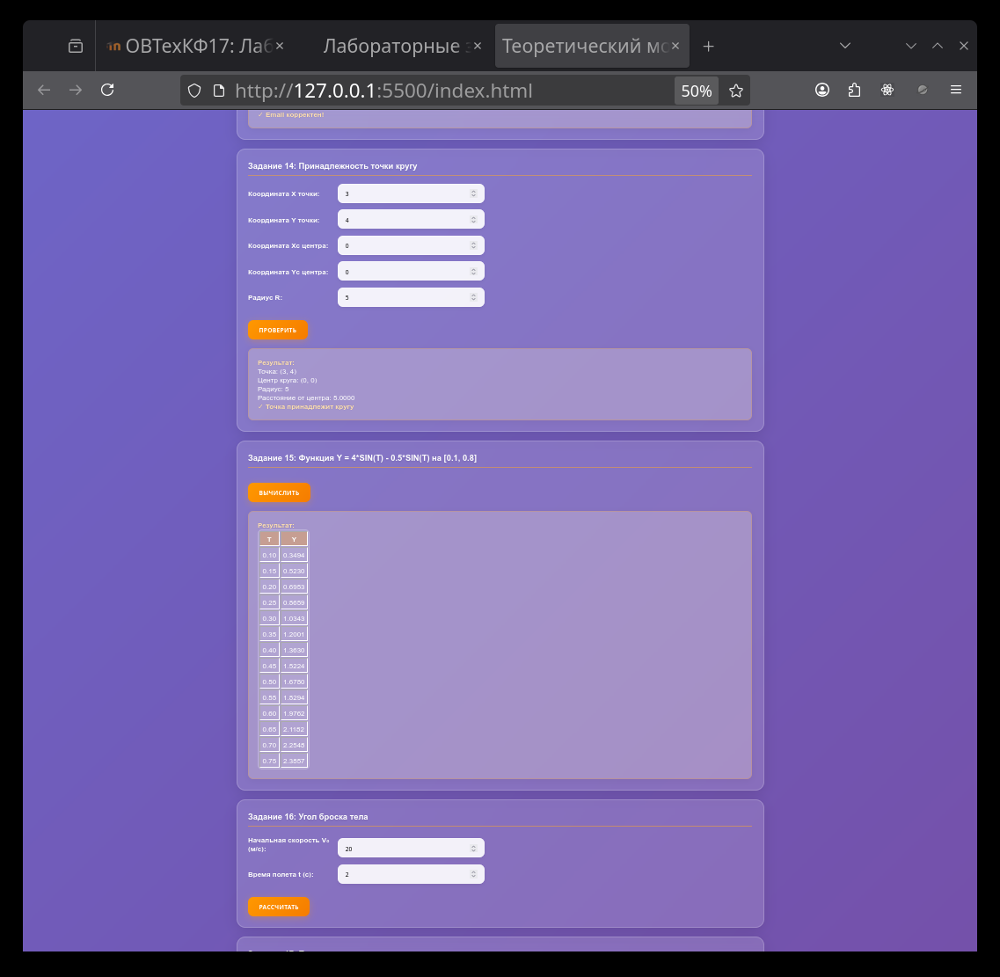 ОВТехКФ17: Лаб
Лабораторные
Теоретический мо
http://127.0.0.1:5500/index.html
50%
✓ Email корректен!
Задание 14: Принадлежность точки кругу
Координата X точки:
3
Координата Y точки:
4
Координата Xc центра:
0
Координата Yc центра:
0
Радиус R:
5
ПРОВЕРИТЬ
Результат:
Точка: (3, 4)
Центр круга: (0, 0)
Радиус: 5
Расстояние от центра: 5.0000
✓ Точка принадлежит кругу
Задание 15: Функция Y = 4*SIN(T) - 0.5*SIN(T) на [0.1, 0.8]
ВЫЧИСЛИТЬ
Результат:
T Y
0.10 0.3494
0.15 0.5230
0.20 0.6953
0.25 0.8659
0.30 1.0343
0.35 1.2001
0.40 1.3630
0.45 1.5224
0.50 1.6780
0.55 1.8294
0.60 1.9762
0.65 2.1182
0.70 2.2548
0.75 2.3857
Задание 16: Угол броска тела
Начальная скорость V₀
(м/с):
20
Время полета t (с):
2
РАССЧИТАТЬ